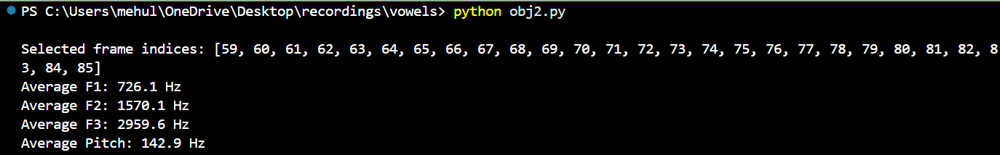 PS C:\Users\mehul\OneDrive\Desktop\recordings\vowels> python obj2.py
Selected frame indices: [59, 60, 61, 62, 63, 64, 65, 66, 67, 68, 69, 70, 71, 72, 73, 74, 75, 76, 77, 78, 79, 80, 81, 82, 8
3, 84, 85]
Average F1: 726.1 Hz
Average F2: 1570.1 Hz
Average F3: 2959.6 Hz
Average Pitch: 142.9 Hz